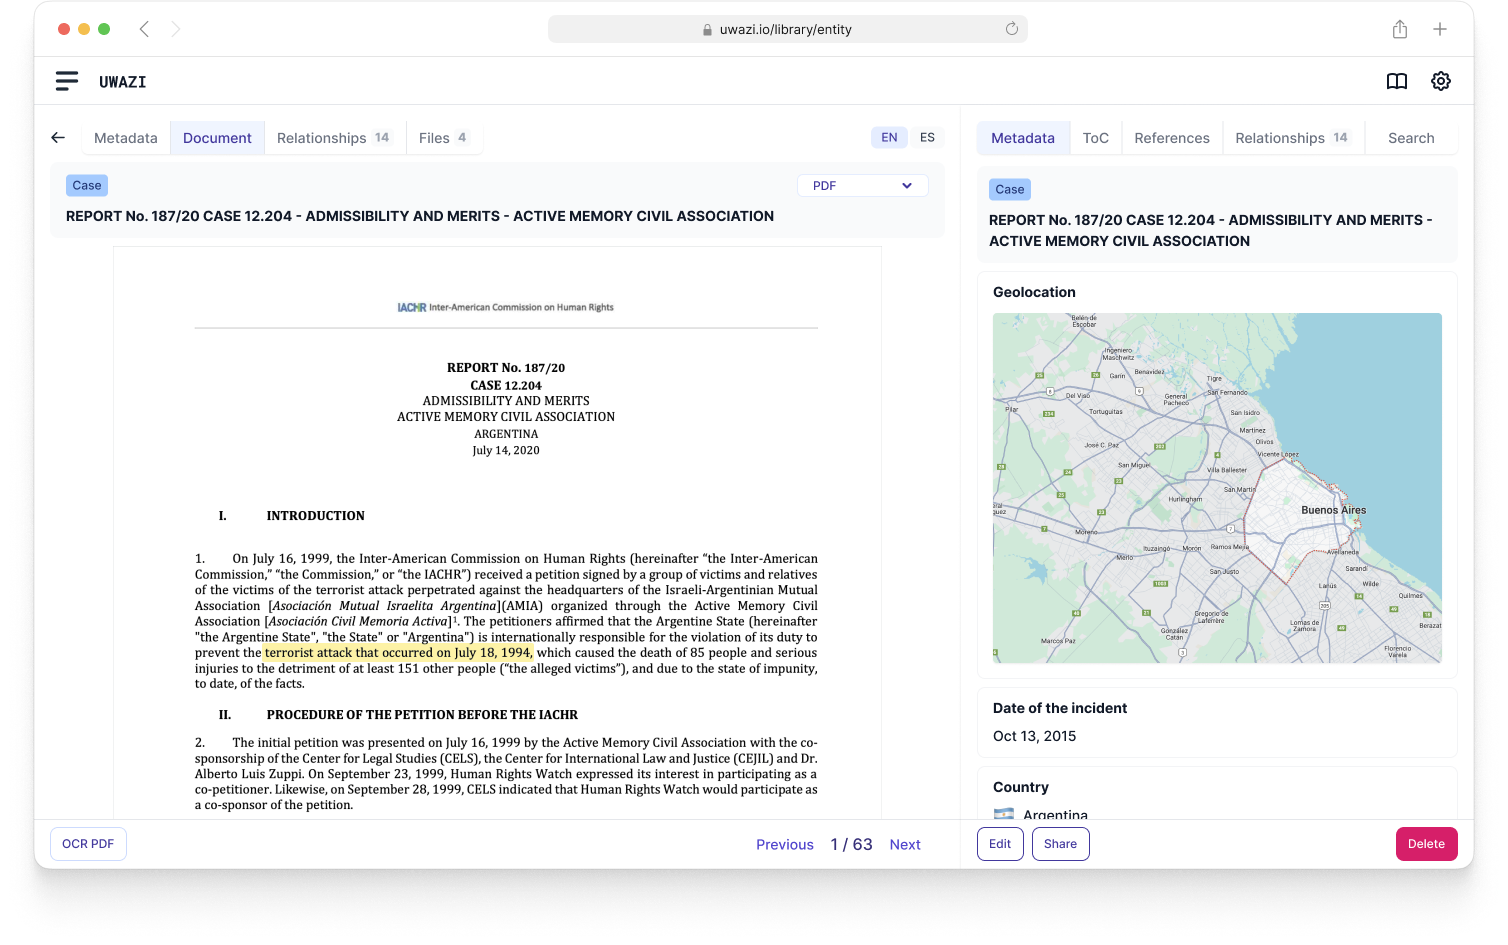 uwazi.io/library/entity
UWAZI
Metadata
Document
Relationships 14
Files 4
EN
ES
Case
PDF
REPORT No. 187/20 CASE 12.204 - ADMISSIBILITY AND MERITS - ACTIVE MEMORY CIVIL ASSOCIATION
IACHR Inter-American Commission on Human Rights
REPORT No. 187/20
CASE 12.204
ADMISSIBILITY AND MERITS
ACTIVE MEMORY CIVIL ASSOCIATION
ARGENTINA
July 14, 2020
I. INTRODUCTION
1. On July 16, 1999, the Inter-American Commission on Human Rights (hereinafter “the Inter-American
Commission,” “the Commission,” or “the IACHR”) received a petition signed by a group of victims and relatives
of the victims of the terrorist attack perpetrated against the headquarters of the Israeli-Argentinian Mutual
Association [Asociación Mutual Israelita Argentina](AMIA) organized through the Active Memory Civil
Association [Asociación Civil Memoria Activa]¹. The petitioners affirmed that the Argentine State (hereinafter
"the Argentine State", "the State" or "Argentina") is internationally responsible for the violation of its duty to
prevent the terrorist attack that occurred on July 18, 1994, which caused the death of 85 people and serious
injuries to the detriment of at least 151 other people (“the alleged victims”), and due to the state of impunity,
to date, of the facts.
II. PROCEDURE OF THE PETITION BEFORE THE IACHR
2. The initial petition was presented on July 16, 1999 by the Active Memory Civil Association with the co-
sponsorship of the Center for Legal Studies (CELS), the Center for International Law and Justice (CEJIL) and Dr.
Alberto Luis Zuppi. On September 23, 1999, Human Rights Watch expressed its interest in participating as a
co-petitioner. Likewise, on September 28, 1999, CELS indicated that Human Rights Watch would participate as
a co-sponsor of the petition.
OCR PDF
Previous
1 / 63
Next
Metadata
ToC
References
Relationships 14
Search
Case
REPORT No. 187/20 CASE 12.204 - ADMISSIBILITY AND MERITS -
ACTIVE MEMORY CIVIL ASSOCIATION
Geolocation
Belén de
Escobar
Ingeniero
Maschwitz
Garín
Benavidez
Tigre
Del Viso
General
Pacheco
San Fernando
Pilar
Tortuguitas
San Isidro
Martínez
Olivos
José C. Paz
Vicente López
San Miguel
Villa Ballester
San Martín
Hurlingham
Buenos Aires
Moreno
Ituzaingó
Morón
Ramos Mejía
Merlo
Avellaneda
San Justo
Sarandí
Lanús
Wilde
Quilmes
Gregorio de
Laferrere
Lomas de
Zamora
Berazat
González
Catán
Marcos Paz
Florencio Varela
Date of the incident
Oct 13, 2015
Country
Argentina
Edit
Share
Delete